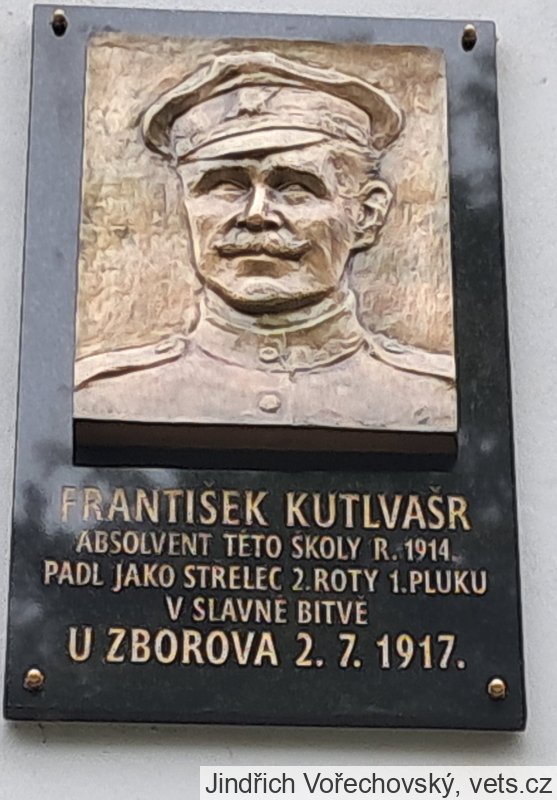 FRANTIŠEK KUTLVAŠR
ABSOLVENT TÉTO ŠKOLY R. 1914.
PADL JAKO STŘELEC 2. ROTY 1. PLUKU
V SLAVNÉ BITVĚ
U ZBOROVA 2. 7. 1917.
Jindřich Vořechovský, vets.cz